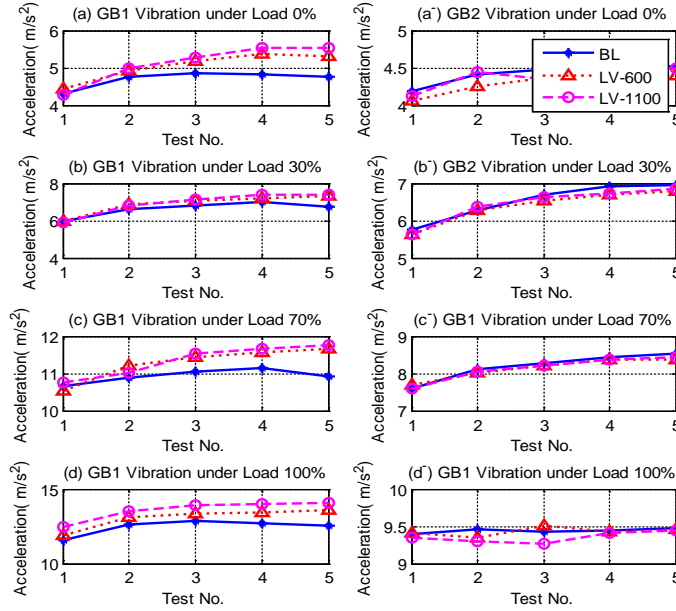 (a) GB1 Vibration under Load 0%
Acceleration( m/s²)
6
5
4
1 2 3 4 5
Test No.
(a⁻) GB2 Vibration under Load 0%
Acceleration( m/s²)
5
4.5
4
1 2 3 4 5
Test No.
BL
LV-600
LV-1100
(b) GB1 Vibration under Load 30%
Acceleration( m/s²)
8
6
4
1 2 3 4 5
Test No.
(b⁻) GB2 Vibration under Load 30%
Acceleration( m/s²)
7
6
5
1 2 3 4 5
Test No.
(c) GB1 Vibration under Load 70%
Acceleration( m/s²)
12
11
10
1 2 3 4 5
Test No.
(c⁻) GB1 Vibration under Load 70%
Acceleration( m/s²)
9
8
7
1 2 3 4 5
Test No.
(d) GB1 Vibration under Load 100%
Acceleration( m/s²)
15
10
1 2 3 4 5
Test No.
(d⁻) GB1 Vibration under Load 100%
Acceleration( m/s²)
10
9.5
9
1 2 3 4 5
Test No.